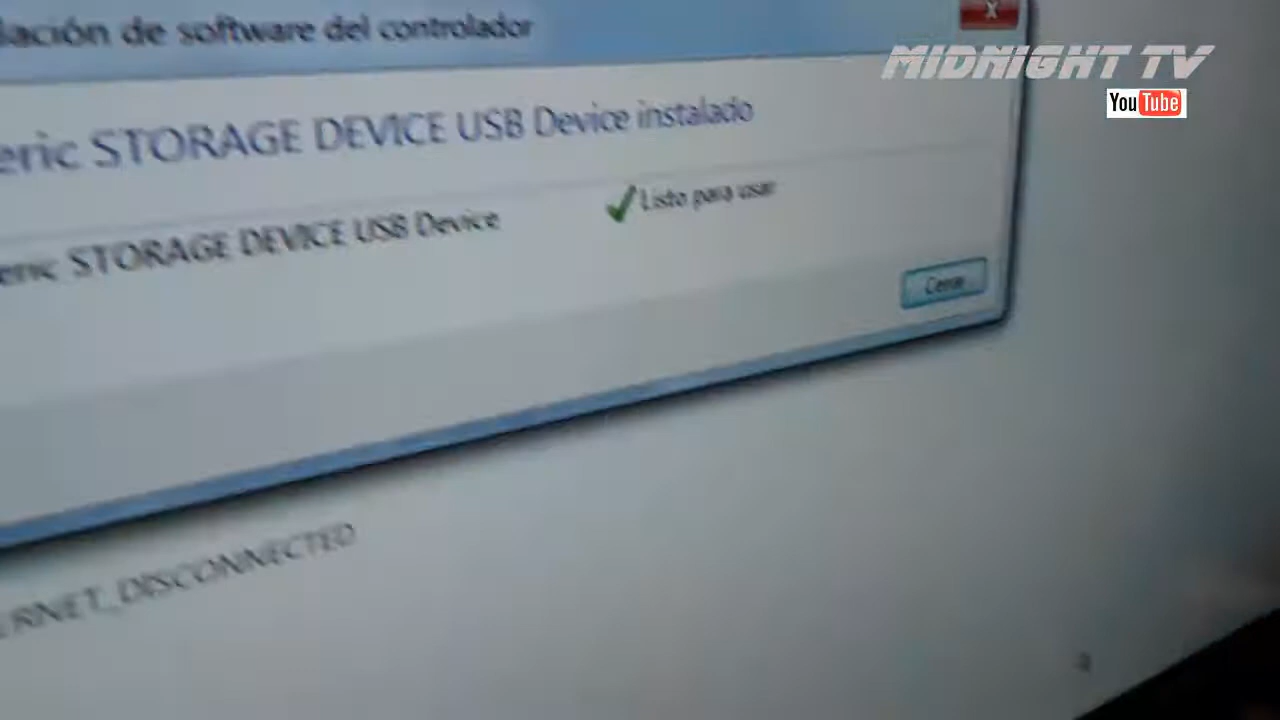 lación de software del controlador
MIDNIGHT TV
YouTube
eric STORAGE DEVICE USB Device instalado
eric STORAGE DEVICE USB Device
Listo para usar
Cerrar
ERNET_DISCONNECTED